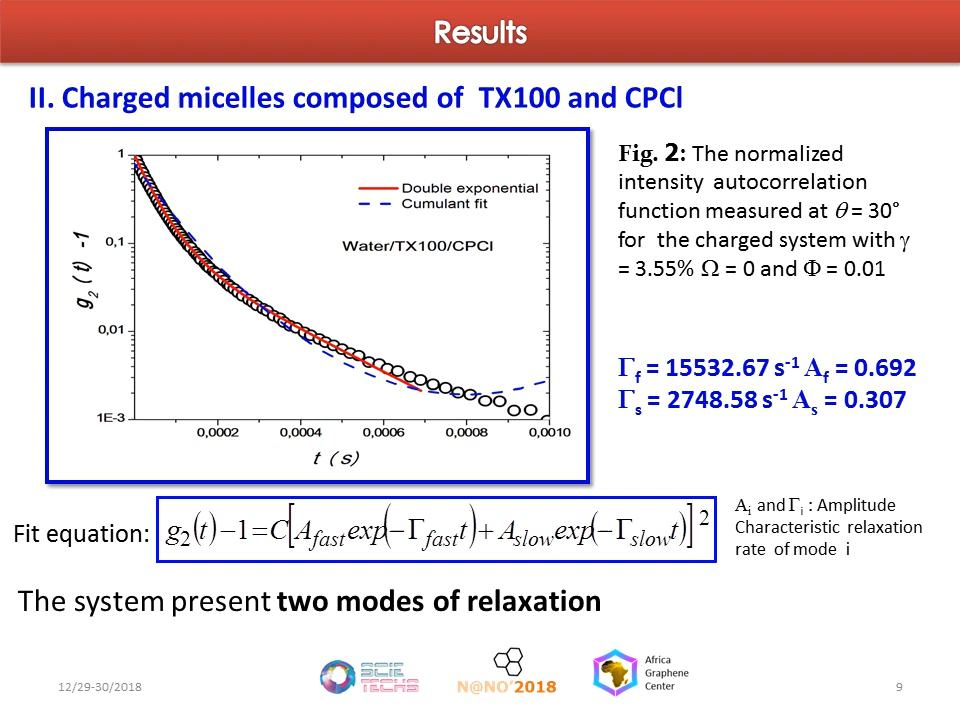 Results
II. Charged micelles composed of TX100 and CPCl
1
0,1
0,01
1E-3
g₂ (t) -1
Double exponential
Cumulant fit
Water/TX100/CPCl
0,0002 0,0004 0,0006 0,0008 0,0010
t (s)
Fig. 2: The normalized
intensity autocorrelation
function measured at θ = 30°
for the charged system with γ
= 3.55% Ω = 0 and Φ = 0.01
Γf = 15532.67 s⁻¹ Af = 0.692
Γs = 2748.58 s⁻¹ As = 0.307
Fit equation:
g₂(t)−1=C[A_fast exp(−Γ_fast t)+A_slow exp(−Γ_slow t)]²
Ai and Γi : Amplitude
Characteristic relaxation
rate of mode i
The system present two modes of relaxation
12/29-30/2018
SCIE
TECHS
N@NO'2018
Africa
Graphene
Center
9